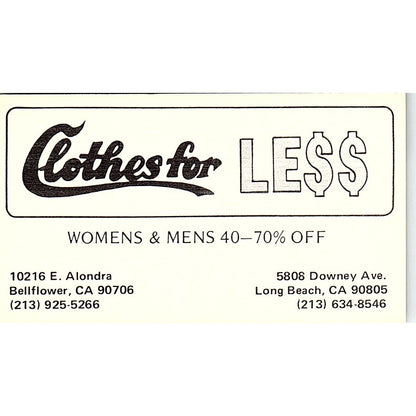 Clothes for LE$$
WOMENS & MENS 40—70% OFF
10216 E. Alondra
Bellflower, CA 90706
(213) 925-5266
5808 Downey Ave.
Long Beach, CA 90805
(213) 634-8546